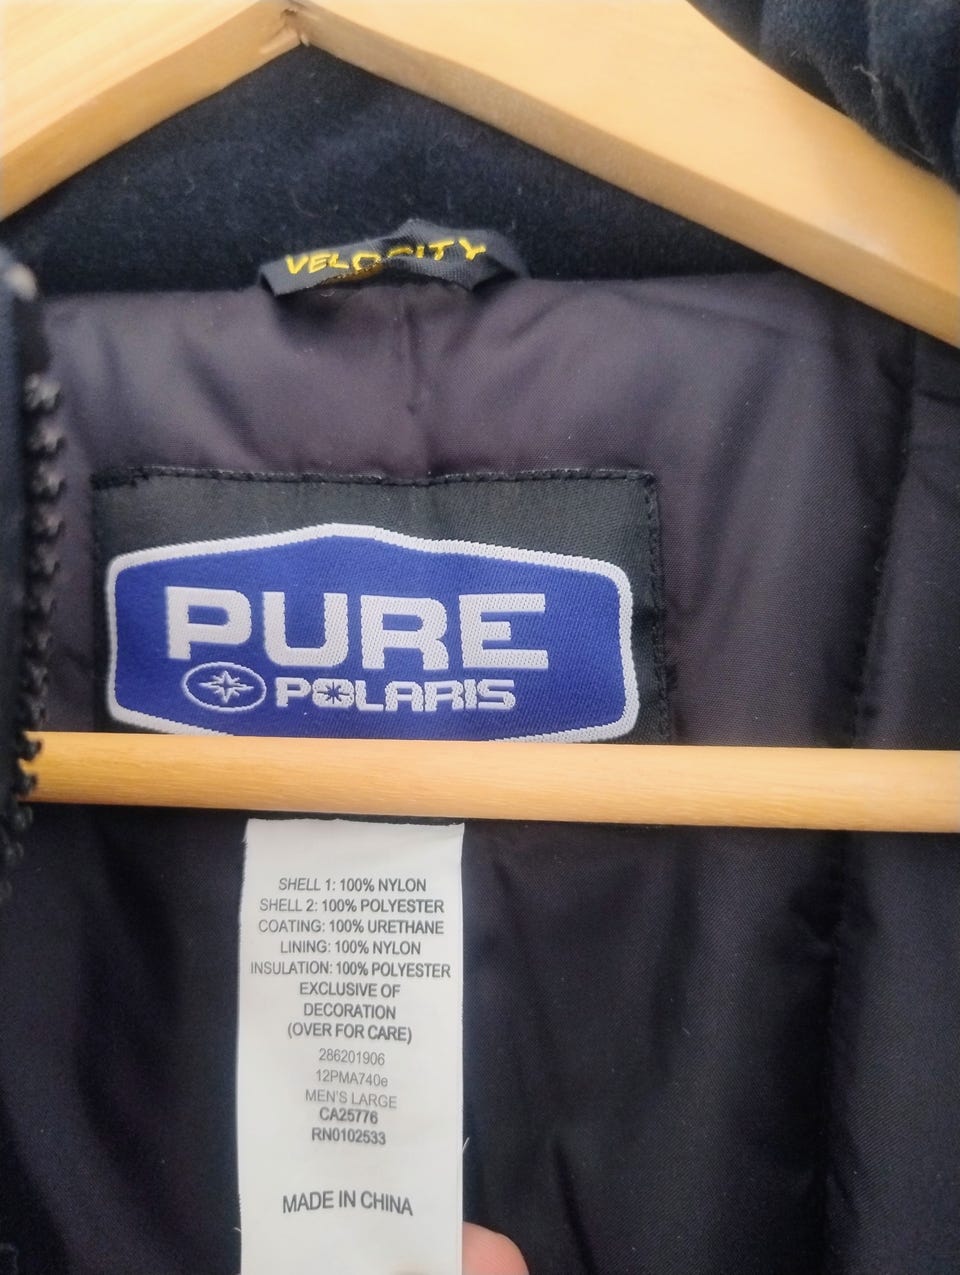 VELOCITY
PURE
POLARIS
SHELL 1: 100% NYLON
SHELL 2: 100% POLYESTER
COATING: 100% URETHANE
LINING: 100% NYLON
INSULATION: 100% POLYESTER
EXCLUSIVE OF
DECORATION
(OVER FOR CARE)
286201906
12PMA740e
MEN'S LARGE
CA25776
RN0102533
MADE IN CHINA